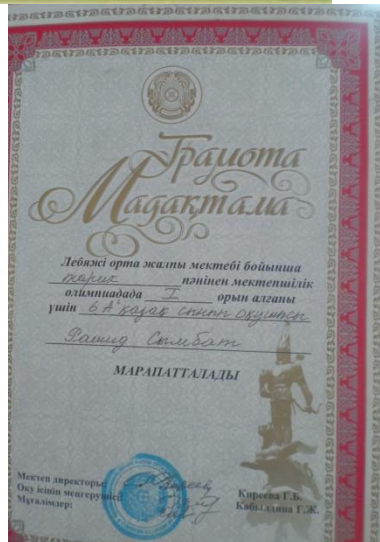 Грамота
Мадақтама
Лебяжі орта жалпы мектебі бойынша
тарих пәнінен мектепшілік
олимпиадада I орын алғаны
үшін 6 А қазақ сынып оқушысы
Рашид Сымбат
МАРАПАТТАЛАДЫ
Мектеп директоры:
Оқу ісінің меңгерушісі: Киреева Г.Б.
Мұғалімдер: Кабылдина Г.Ж.